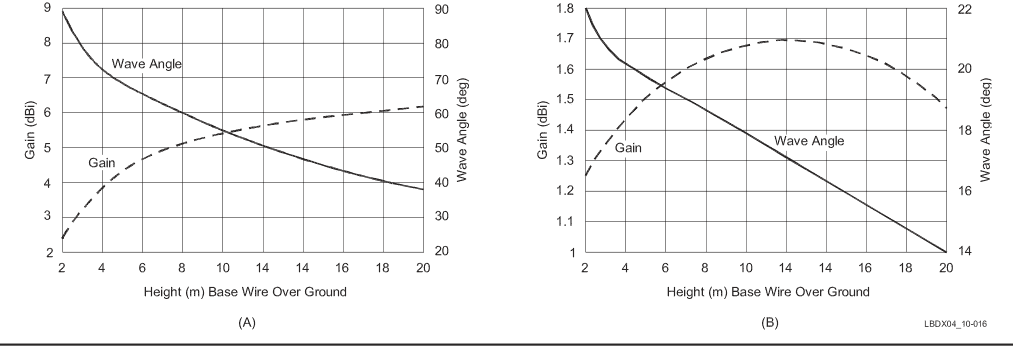 9
8
7
6
5
4
3
2
Gain (dBi)
90
80
70
60
50
40
30
20
Wave Angle (deg)
Wave Angle
Gain
2 4 6 8 10 14 14 16 18 20
Height (m) Base Wire Over Ground
(A)
1.8
1.7
1.6
1.5
1.4
1.3
1.2
1.1
1
Gain (dBi)
22
20
18
16
14
Wave Angle (deg)
Gain
Wave Angle
2 4 6 8 10 14 14 16 18 20
Height (m) Base Wire Over Ground
(B)
LBDX04_10-016